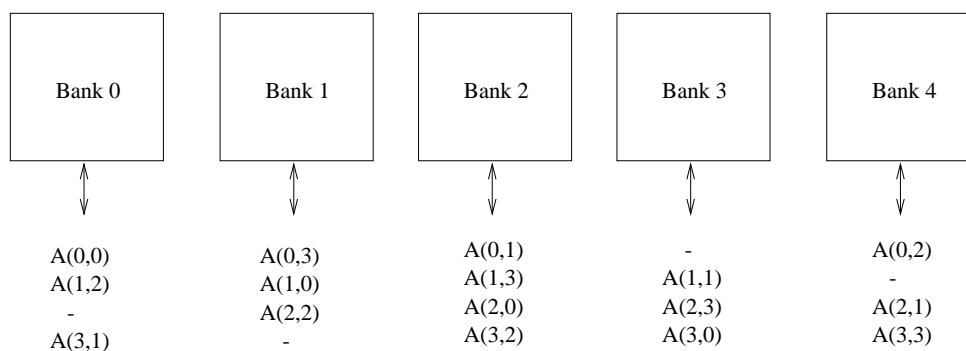 Bank 0 Bank 1 Bank 2 Bank 3 Bank 4
A(0,0) A(0,3) A(0,1) - A(0,2)
A(1,2) A(1,0) A(1,3) A(1,1) -
- A(2,2) A(2,0) A(2,3) A(2,1)
A(3,1) - A(3,2) A(3,0) A(3,3)